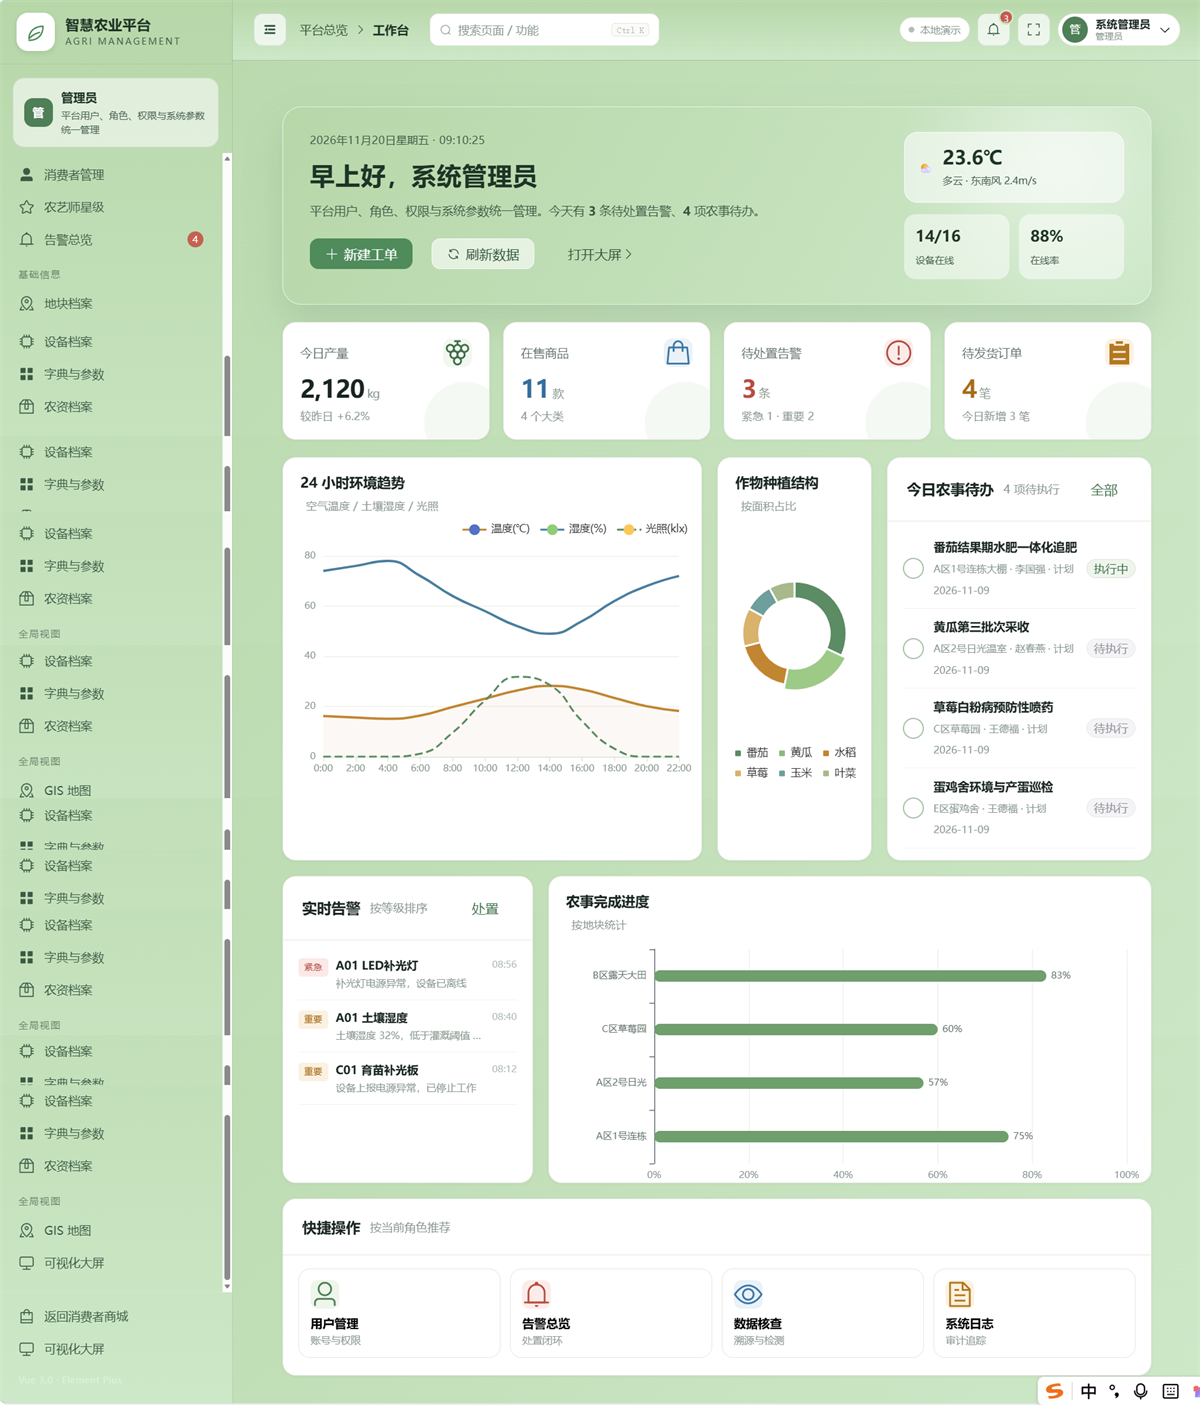 智慧农业平台
AGRI MANAGEMENT
平台总览 > 工作台
搜索页面 / 功能
Ctrl K
本地演示
3
管
系统管理员
管理员
管
管理员
平台用户、角色、权限与系统参数
统一管理
消费者管理
农艺师星级
告警总览
4
基础信息
地块档案
设备档案
字典与参数
农资档案
设备档案
字典与参数
设备档案
字典与参数
农资档案
全局视图
设备档案
字典与参数
农资档案
全局视图
GIS 地图
设备档案
字典与参数
设备档案
字典与参数
设备档案
字典与参数
农资档案
全局视图
设备档案
字典与参数
设备档案
字典与参数
农资档案
全局视图
GIS 地图
可视化大屏
返回消费者商城
可视化大屏
Vue 3.0 · Element Plus
2026年11月20日星期五 · 09:10:25
早上好，系统管理员
平台用户、角色、权限与系统参数统一管理。今天有 3 条待处置告警、4 项农事待办。
新建工单
刷新数据
打开大屏 >
23.6℃
多云 · 东南风 2.4m/s
14/16
设备在线
88%
在线率
今日产量
2,120 kg
较昨日 +6.2%
在售商品
11 款
4 个大类
待处置告警
3 条
紧急 1 · 重要 2
待发货订单
4 笔
今日新增 3 笔
24 小时环境趋势
空气温度 / 土壤湿度 / 光照
温度(℃) 湿度(%) 光照(klx)
80
60
40
20
0
0:00 2:00 4:00 6:00 8:00 10:00 12:00 14:00 16:00 18:00 20:00 22:00
作物种植结构
按面积占比
番茄 黄瓜 水稻
草莓 玉米 叶菜
今日农事待办 4 项待执行 全部
番茄结果期水肥一体化追肥
A区1号连栋大棚 · 李国强 · 计划
2026-11-09
执行中
黄瓜第三批次采收
A区2号日光温室 · 赵春燕 · 计划
2026-11-09
待执行
草莓白粉病预防性喷药
C区草莓园 · 王德福 · 计划
2026-11-09
待执行
蛋鸡舍环境与产蛋巡检
E区蛋鸡舍 · 王德福 · 计划
2026-11-09
待执行
实时告警 按等级排序 处置
紧急 A01 LED补光灯 08:56
补光灯电源异常，设备已离线
重要 A01 土壤湿度 08:40
土壤湿度 32%，低于灌溉阈值 ...
重要 C01 育苗补光板 08:12
设备上报电源异常，已停止工作
农事完成进度
按地块统计
B区露天大田 83%
C区草莓园 60%
A区2号日光 57%
A区1号连栋 75%
0% 20% 40% 60% 80% 100%
快捷操作 按当前角色推荐
用户管理
账号与权限
告警总览
处置闭环
数据核查
溯源与检测
系统日志
审计追踪
S 中